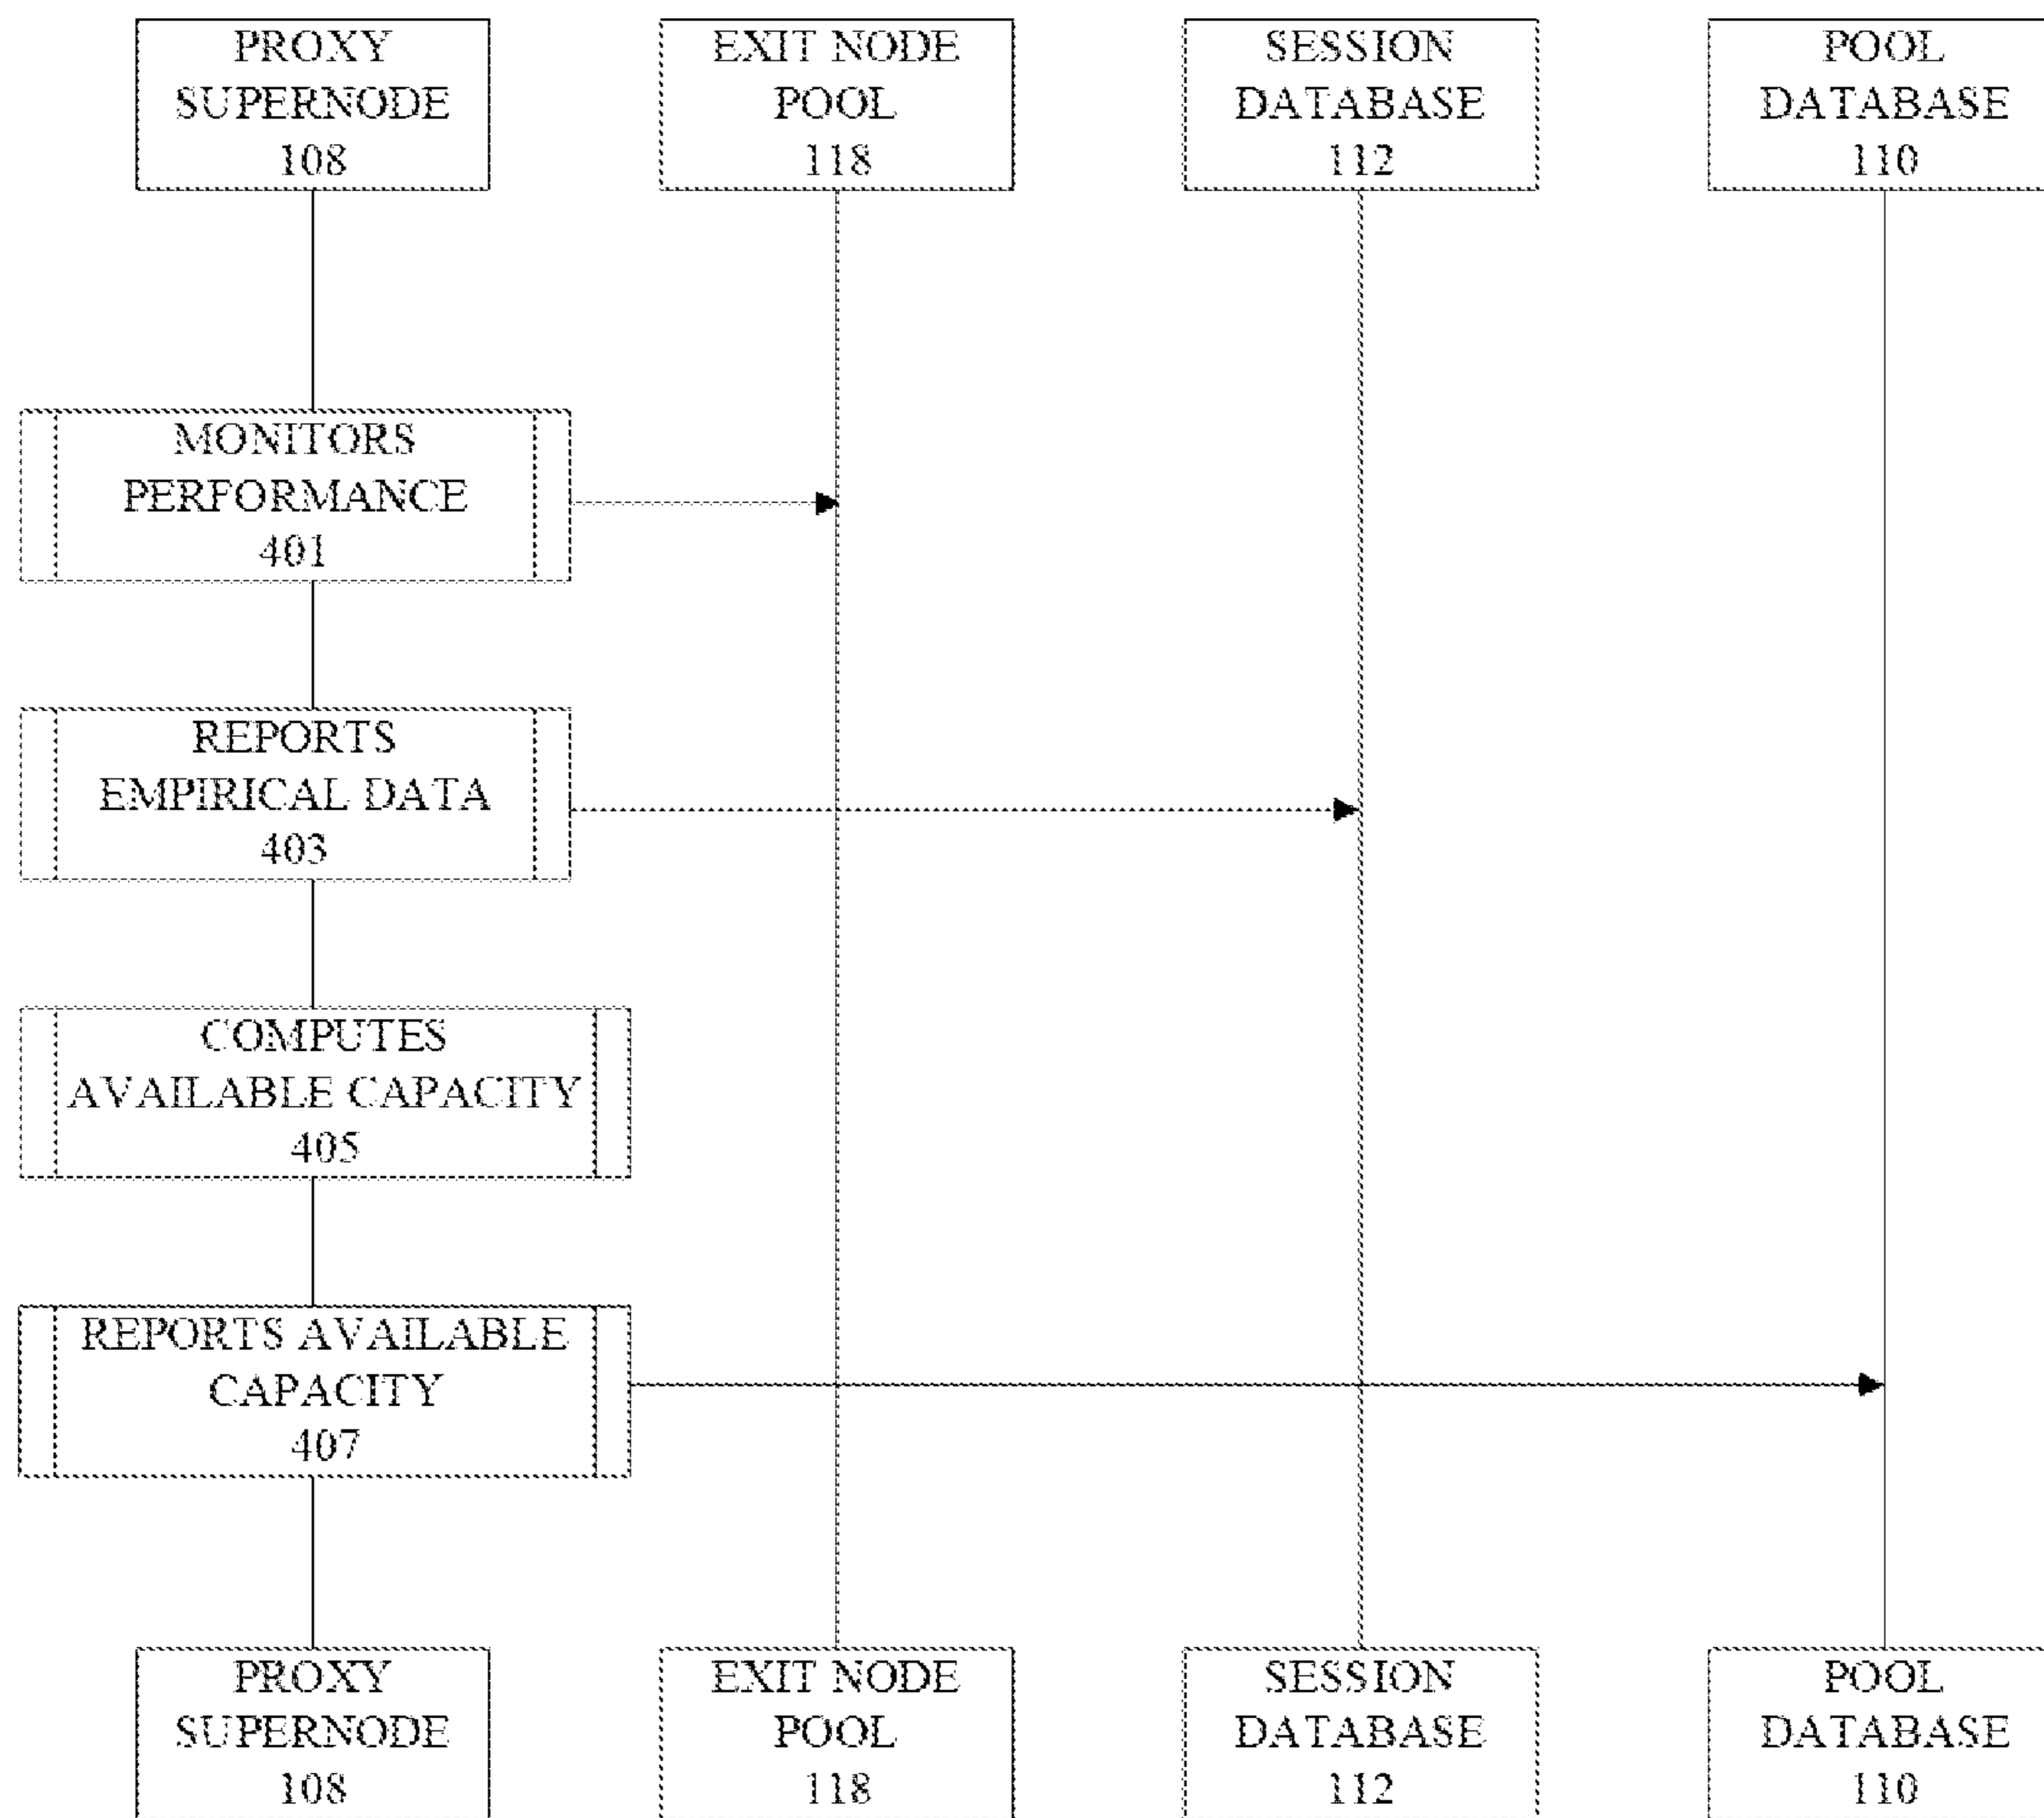 PROXY
SUPERNODE
108
EXIT NODE
POOL
118
SESSION
DATABASE
112
POOL
DATABASE
110
MONITORS
PERFORMANCE
401
REPORTS
EMPIRICAL DATA
403
COMPUTES
AVAILABLE CAPACITY
405
REPORTS AVAILABLE
CAPACITY
407
PROXY
SUPERNODE
108
EXIT NODE
POOL
118
SESSION
DATABASE
112
POOL
DATABASE
110